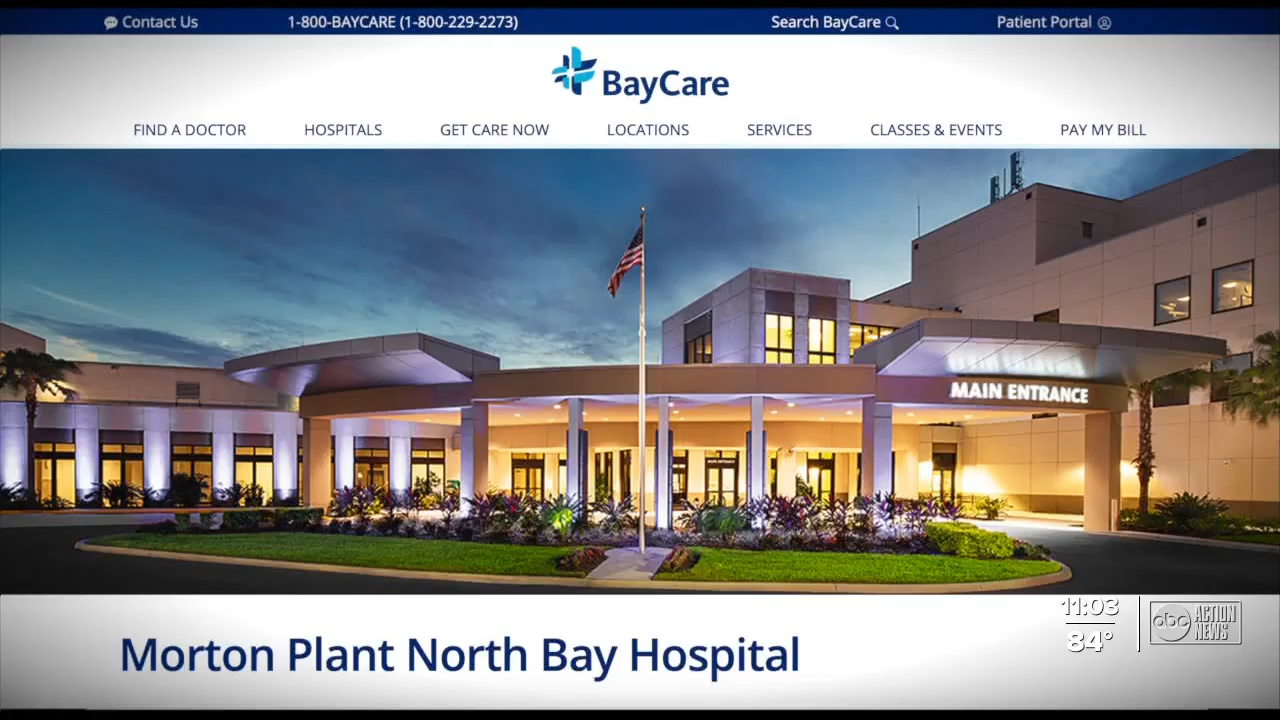 Contact Us 1-800-BAYCARE (1-800-229-2273) Search BayCare Patient Portal
BayCare
FIND A DOCTOR HOSPITALS GET CARE NOW LOCATIONS SERVICES CLASSES & EVENTS PAY MY BILL
MAIN ENTRANCE
Morton Plant North Bay Hospital
11:03
84°
abc ACTION NEWS